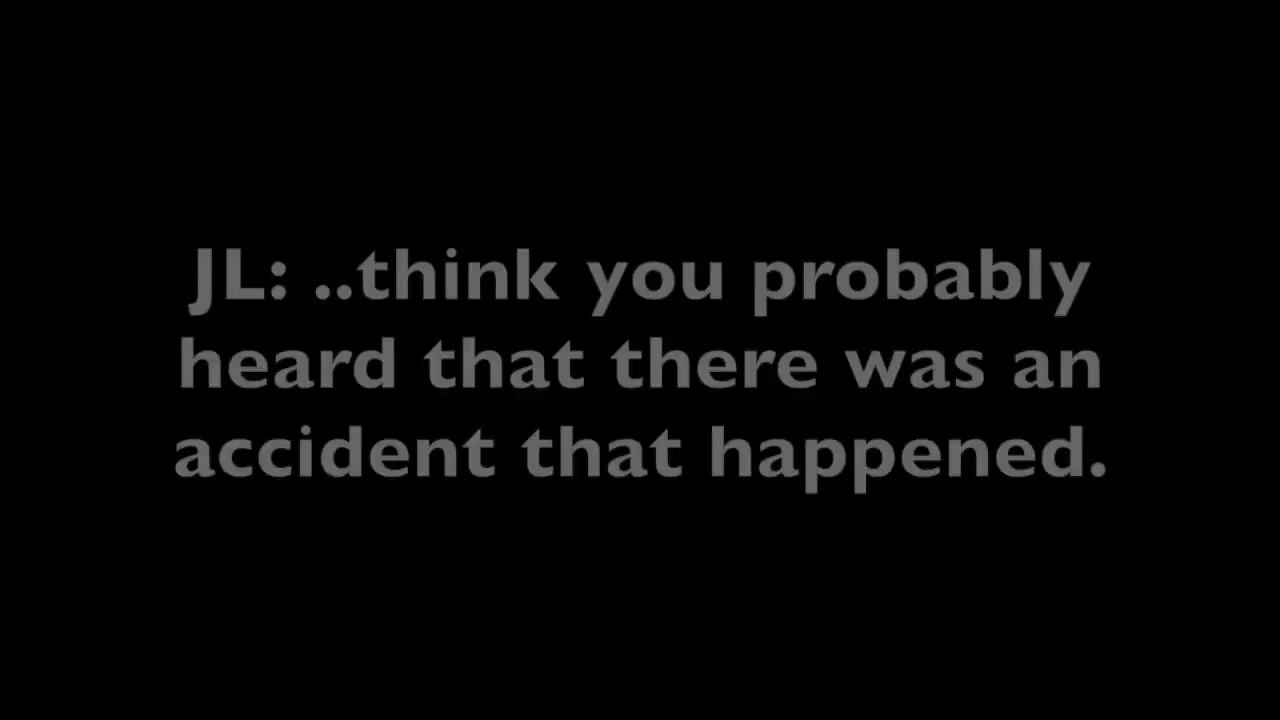 JL: ..think you probably
heard that there was an
accident that happened.